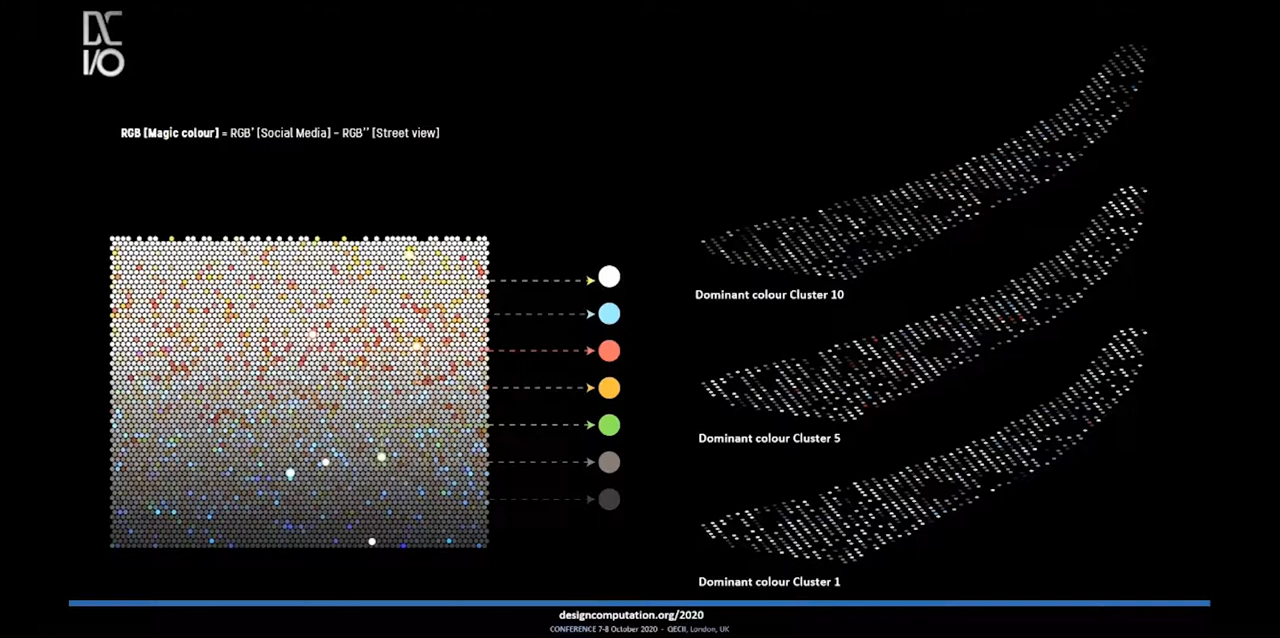 DC
I/O
RGB [Magic colour] = RGB' [Social Media] - RGB'' [Street view]
Dominant colour Cluster 10
Dominant colour Cluster 5
Dominant colour Cluster 1
designcomputation.org/2020
CONFERENCE 7-8 October 2020 - QECII, London, UK